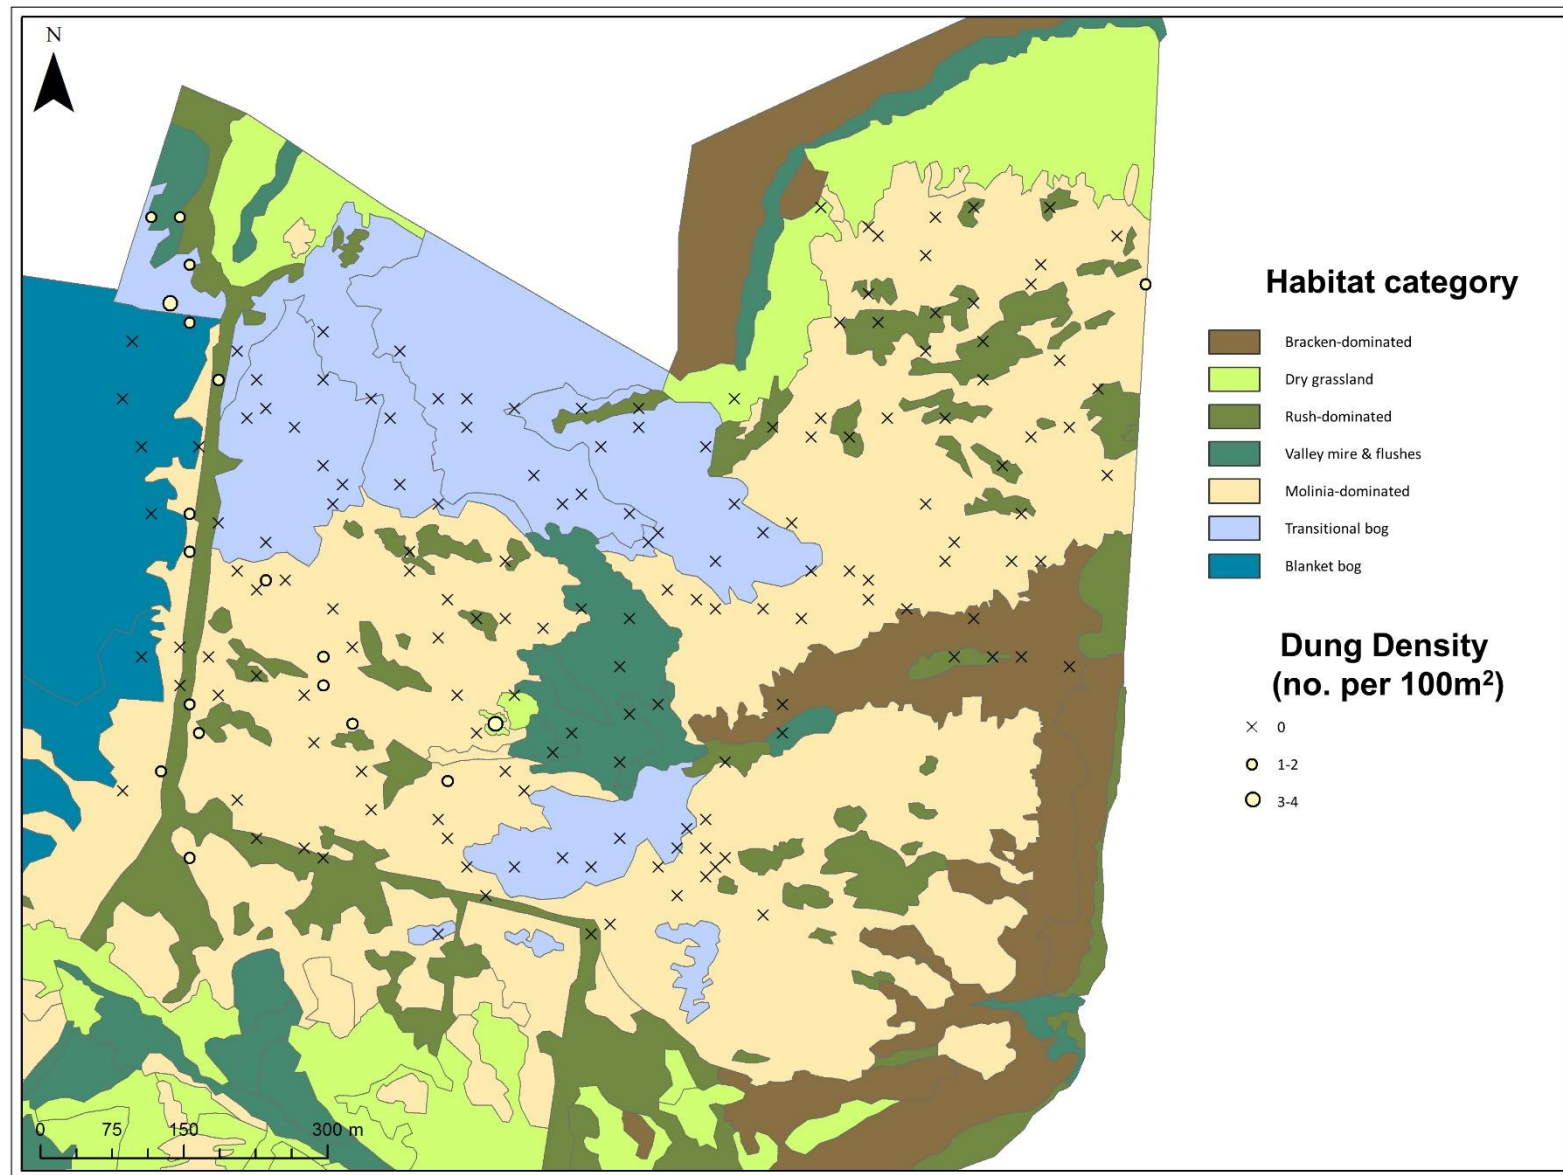 N
Habitat category
Bracken-dominated
Dry grassland
Rush-dominated
Valley mire & flushes
Molinia-dominated
Transitional bog
Blanket bog
Dung Density
(no. per 100m²)
0
1-2
3-4
0 75 150 300 m